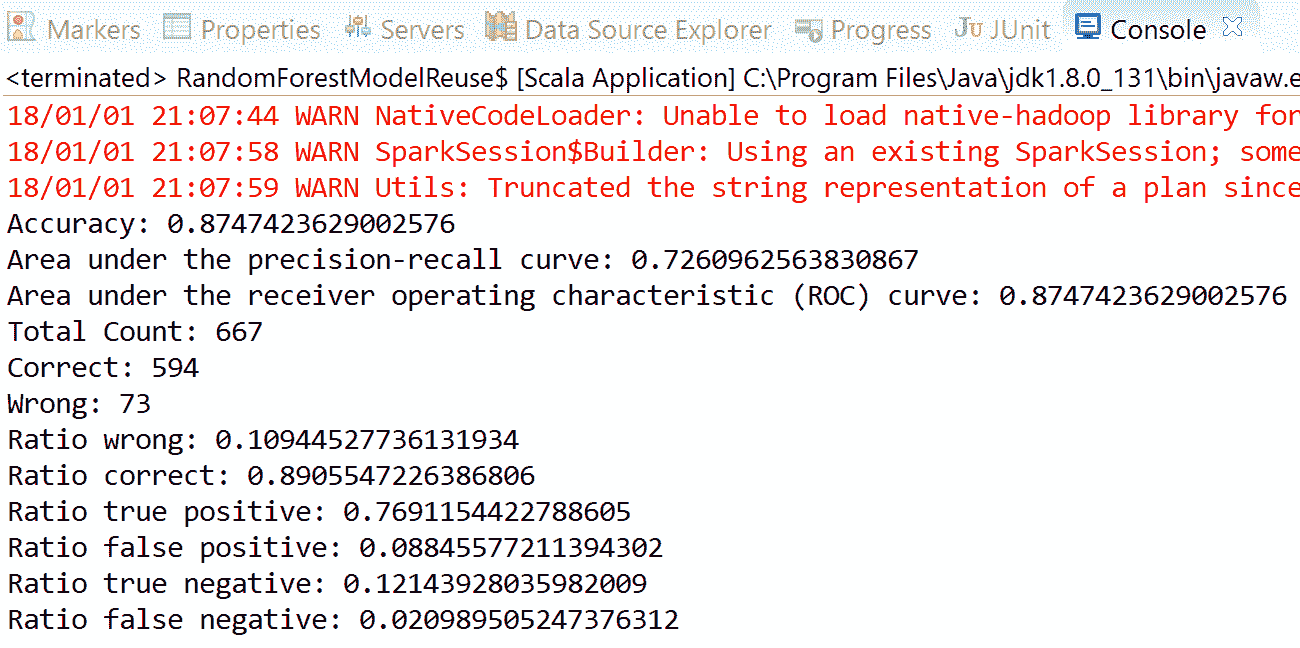 Markers Properties Servers Data Source Explorer Progress JUnit Console
<terminated> RandomForestModelReuse$ [Scala Application] C:\Program Files\Java\jdk1.8.0_131\bin\javaw.e
18/01/01 21:07:44 WARN NativeCodeLoader: Unable to load native-hadoop library for
18/01/01 21:07:58 WARN SparkSession$Builder: Using an existing SparkSession; some
18/01/01 21:07:59 WARN Utils: Truncated the string representation of a plan since
Accuracy: 0.8747423629002576
Area under the precision-recall curve: 0.7260962563830867
Area under the receiver operating characteristic (ROC) curve: 0.8747423629002576
Total Count: 667
Correct: 594
Wrong: 73
Ratio wrong: 0.10944527736131934
Ratio correct: 0.8905547226386806
Ratio true positive: 0.7691154422788605
Ratio false positive: 0.08845577211394302
Ratio true negative: 0.12143928035982009
Ratio false negative: 0.020989505247376312